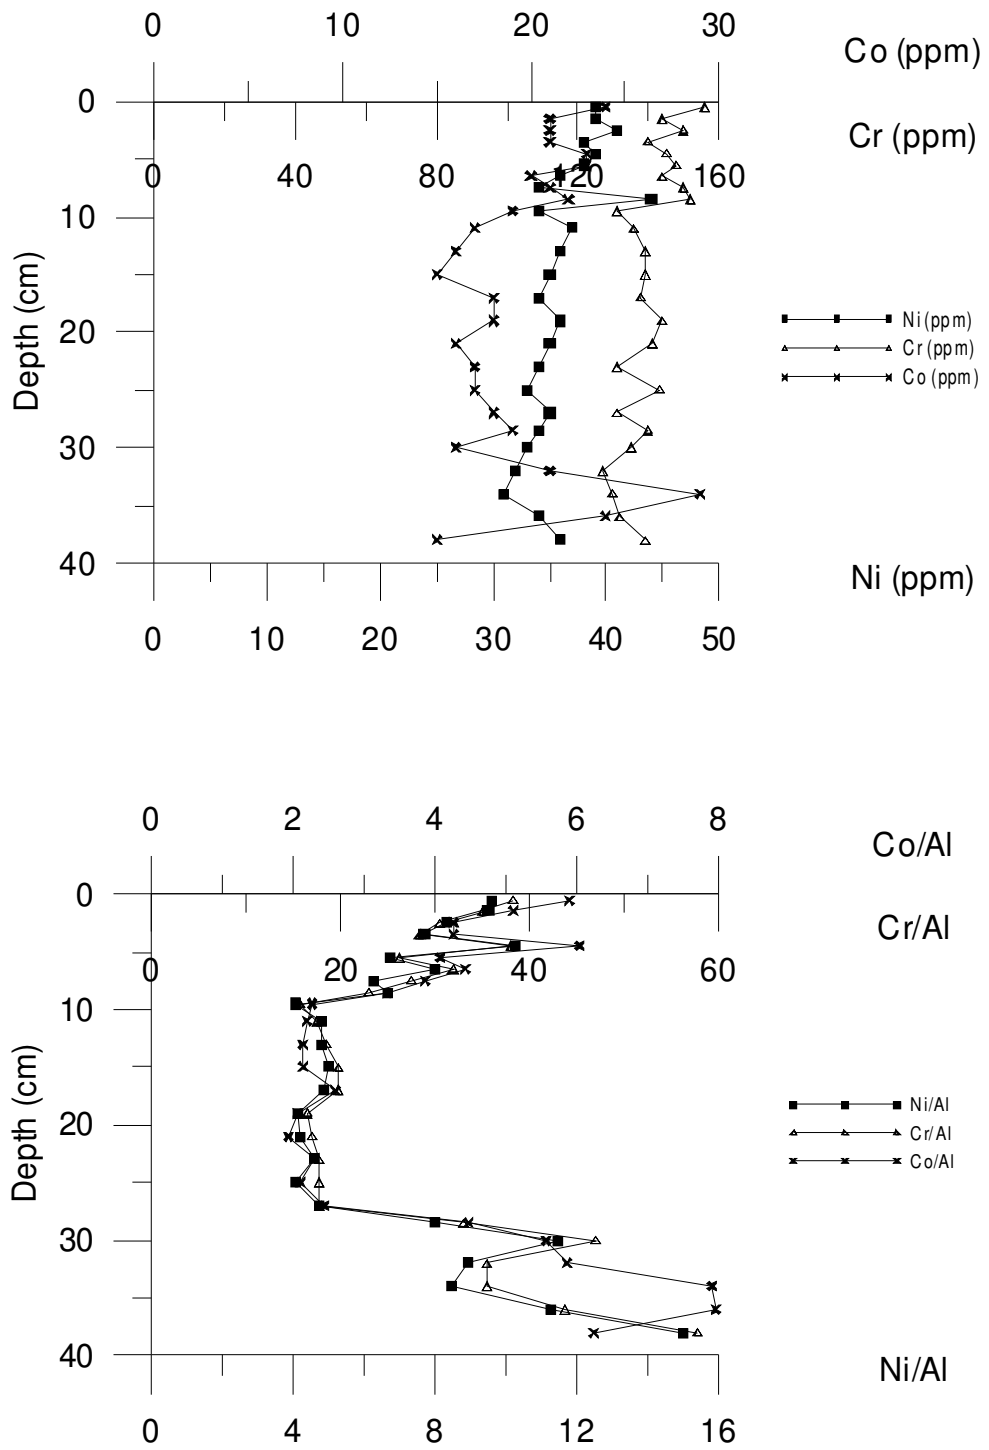 0 10 20 30
Co (ppm)
0
Cr (ppm)
0 40 80 120 160
10
Depth (cm)
20
Ni (ppm)
Cr (ppm)
Co (ppm)
30
40
Ni (ppm)
0 10 20 30 40 50
0 2 4 6 8
Co/Al
0
Cr/Al
0 20 40 60
10
Depth (cm)
20
Ni/Al
Cr/Al
Co/Al
30
40
Ni/Al
0 4 8 12 16